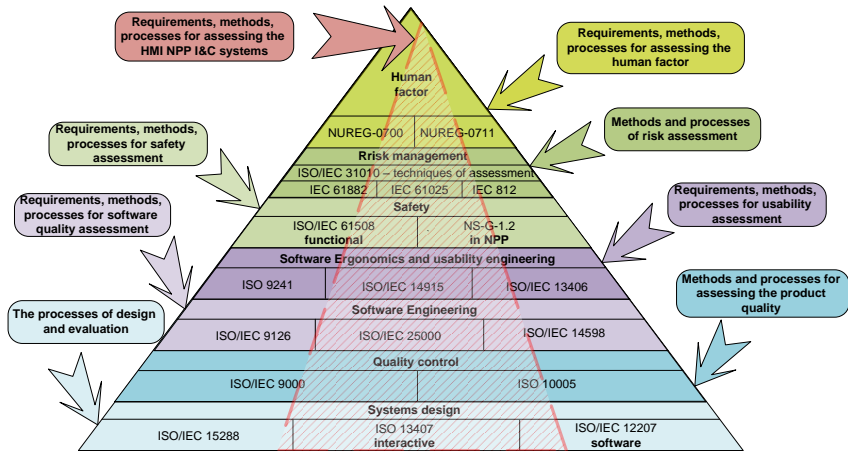 Requirements, methods,
processes for assessing the
HMI NPP I&C systems
Requirements, methods,
processes for assessing the
human factor
Human
factor
NUREG-0700
NUREG-0711
Methods and processes
of risk assessment
Requirements, methods,
processes for safety
assessment
Rrisk management
ISO/IEC 31010 – techniques of assessment
IEC 61882
IEC 61025
IEC 812
Requirements, methods,
processes for software
quality assessment
Safety
ISO/IEC 61508
functional
NS-G-1.2
in NPP
Requirements, methods,
processes for usability
assessment
Software Ergonomics and usability engineering
ISO 9241
ISO/IEC 14915
ISO/IEC 13406
Methods and processes for
assessing the product
quality
The processes of design
and evaluation
Software Engineering
ISO/IEC 9126
ISO/IEC 25000
ISO/IEC 14598
Quality control
ISO/IEC 9000
ISO 10005
Systems design
ISO/IEC 15288
ISO 13407
interactive
ISO/IEC 12207
software